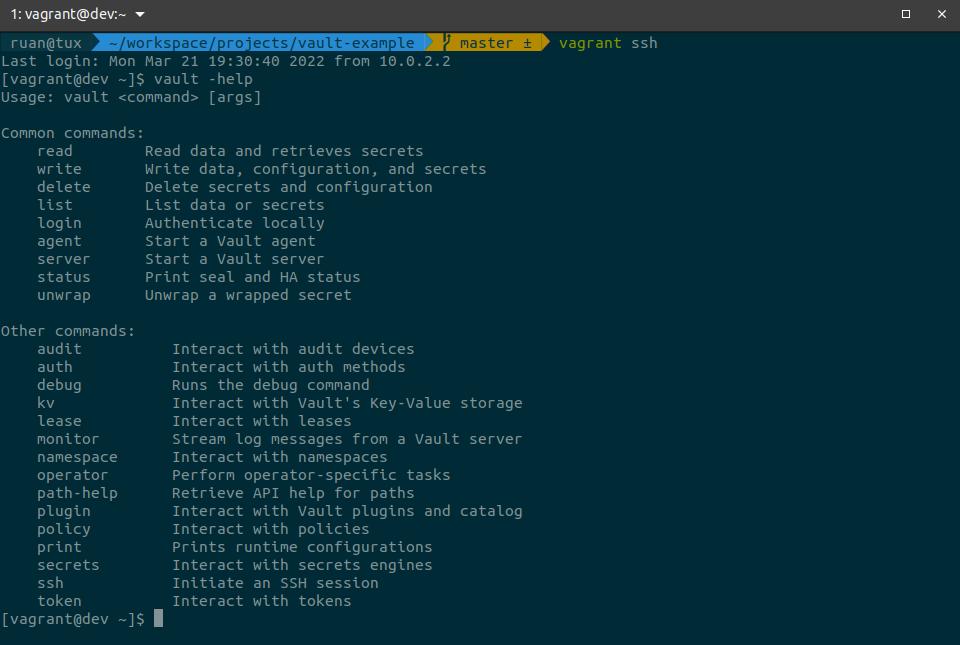 1: vagrant@dev:~
ruan@tux ~/workspace/projects/vault-example master ± vagrant ssh
Last login: Mon Mar 21 19:30:40 2022 from 10.0.2.2
[vagrant@dev ~]$ vault -help
Usage: vault <command> [args]
Common commands:
read Read data and retrieves secrets
write Write data, configuration, and secrets
delete Delete secrets and configuration
list List data or secrets
login Authenticate locally
agent Start a Vault agent
server Start a Vault server
status Print seal and HA status
unwrap Unwrap a wrapped secret
Other commands:
audit Interact with audit devices
auth Interact with auth methods
debug Runs the debug command
kv Interact with Vault's Key-Value storage
lease Interact with leases
monitor Stream log messages from a Vault server
namespace Interact with namespaces
operator Perform operator-specific tasks
path-help Retrieve API help for paths
plugin Interact with Vault plugins and catalog
policy Interact with policies
print Prints runtime configurations
secrets Interact with secrets engines
ssh Initiate an SSH session
token Interact with tokens
[vagrant@dev ~]$